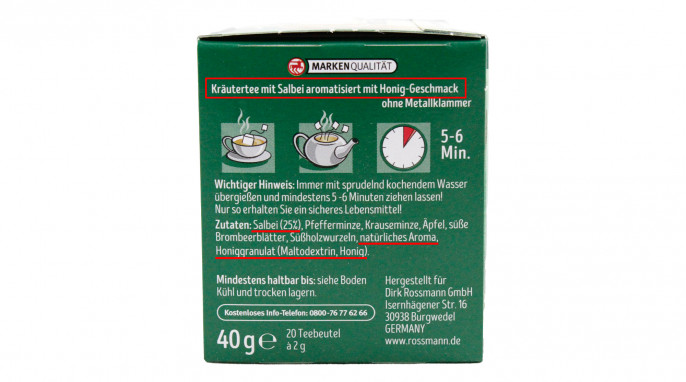 MARKENQUALITÄT
Kräutertee mit Salbei aromatisiert mit Honig-Geschmack
ohne Metallklammer
5-6
Min.
Wichtiger Hinweis: Immer mit sprudelnd kochendem Wasser
übergießen und mindestens 5 -6 Minuten ziehen lassen!
Nur so erhalten Sie ein sicheres Lebensmittel!
Zutaten: Salbei (25%), Pfefferminze, Krauseminze, Äpfel, süße
Brombeerblätter, Süßholzwurzeln, natürliches Aroma,
Honiggranulat (Maltodextrin, Honig).
Mindestens haltbar bis: siehe Boden
Kühl und trocken lagern.
Kostenloses Info-Telefon: 0800-76 77 62 66
40g e
20 Teebeutel
à 2 g
Hergestellt für
Dirk Rossmann GmbH
Isernhägener Str. 16
30938 Burgwedel
GERMANY
www.rossmann.de